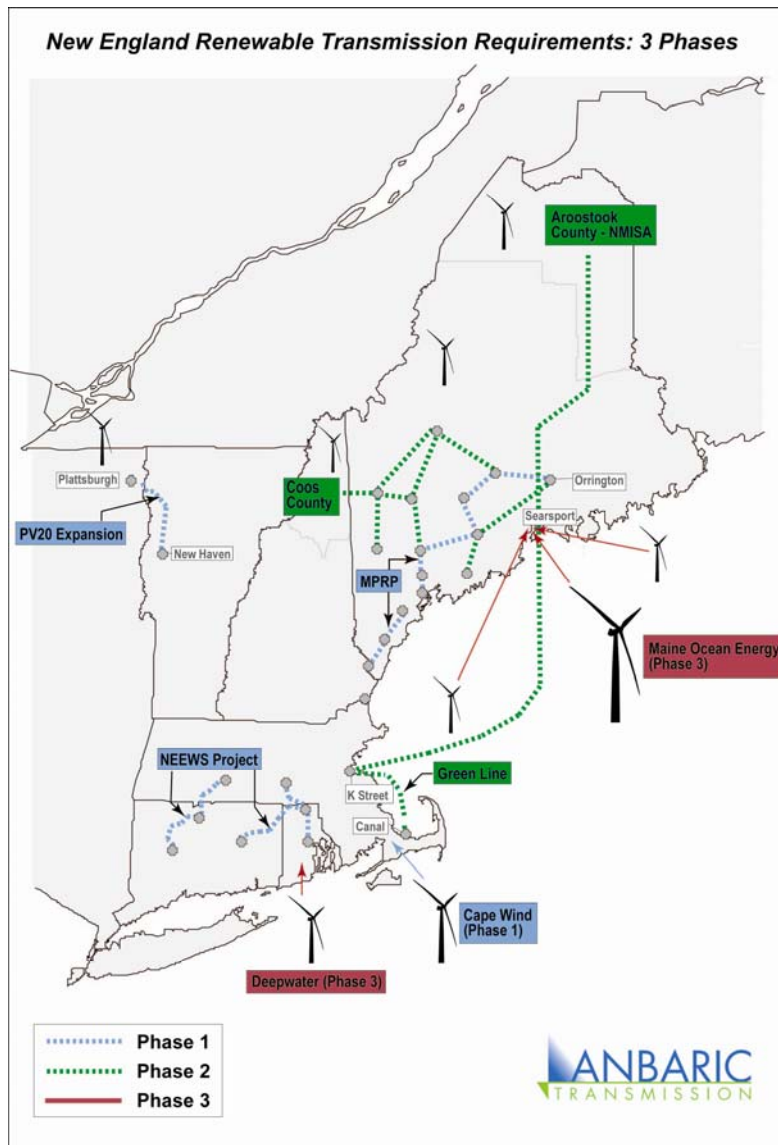 New England Renewable Transmission Requirements: 3 Phases
Aroostook
County - NMISA
Plattsburgh
PV20 Expansion
New Haven
Coos
County
Orrington
Searsport
MPRP
Maine Ocean Energy
(Phase 3)
NEEWS Project
Green Line
K Street
Canal
Cape Wind
(Phase 1)
Deepwater (Phase 3)
Phase 1
Phase 2
Phase 3
ANBARIC
TRANSMISSION